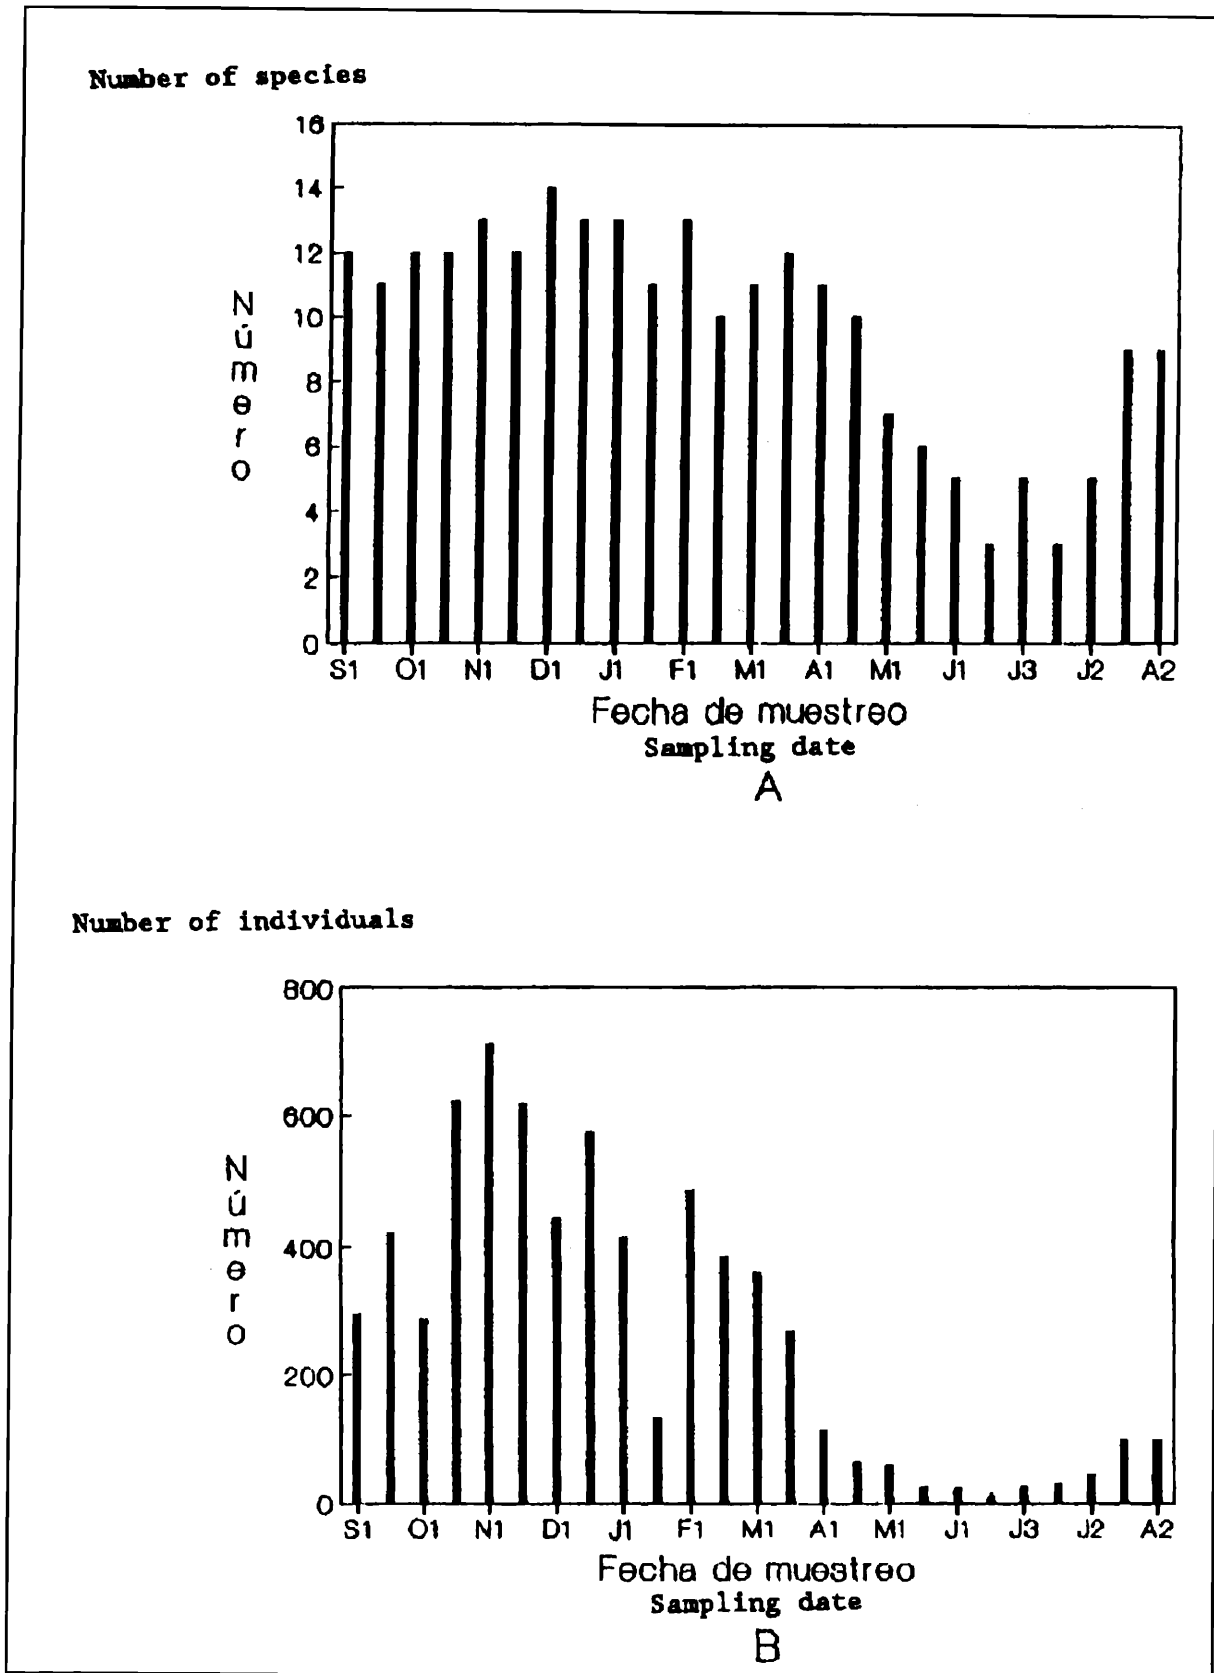 Number of species
16
14
12
10
8
6
4
2
0
Número
S1 O1 N1 D1 J1 F1 M1 A1 M1 J1 J3 J2 A2
Fecha de muestreo
Sampling date
A
Number of individuals
800
600
400
200
0
Número
S1 O1 N1 D1 J1 F1 M1 A1 M1 J1 J3 J2 A2
Fecha de muestreo
Sampling date
B